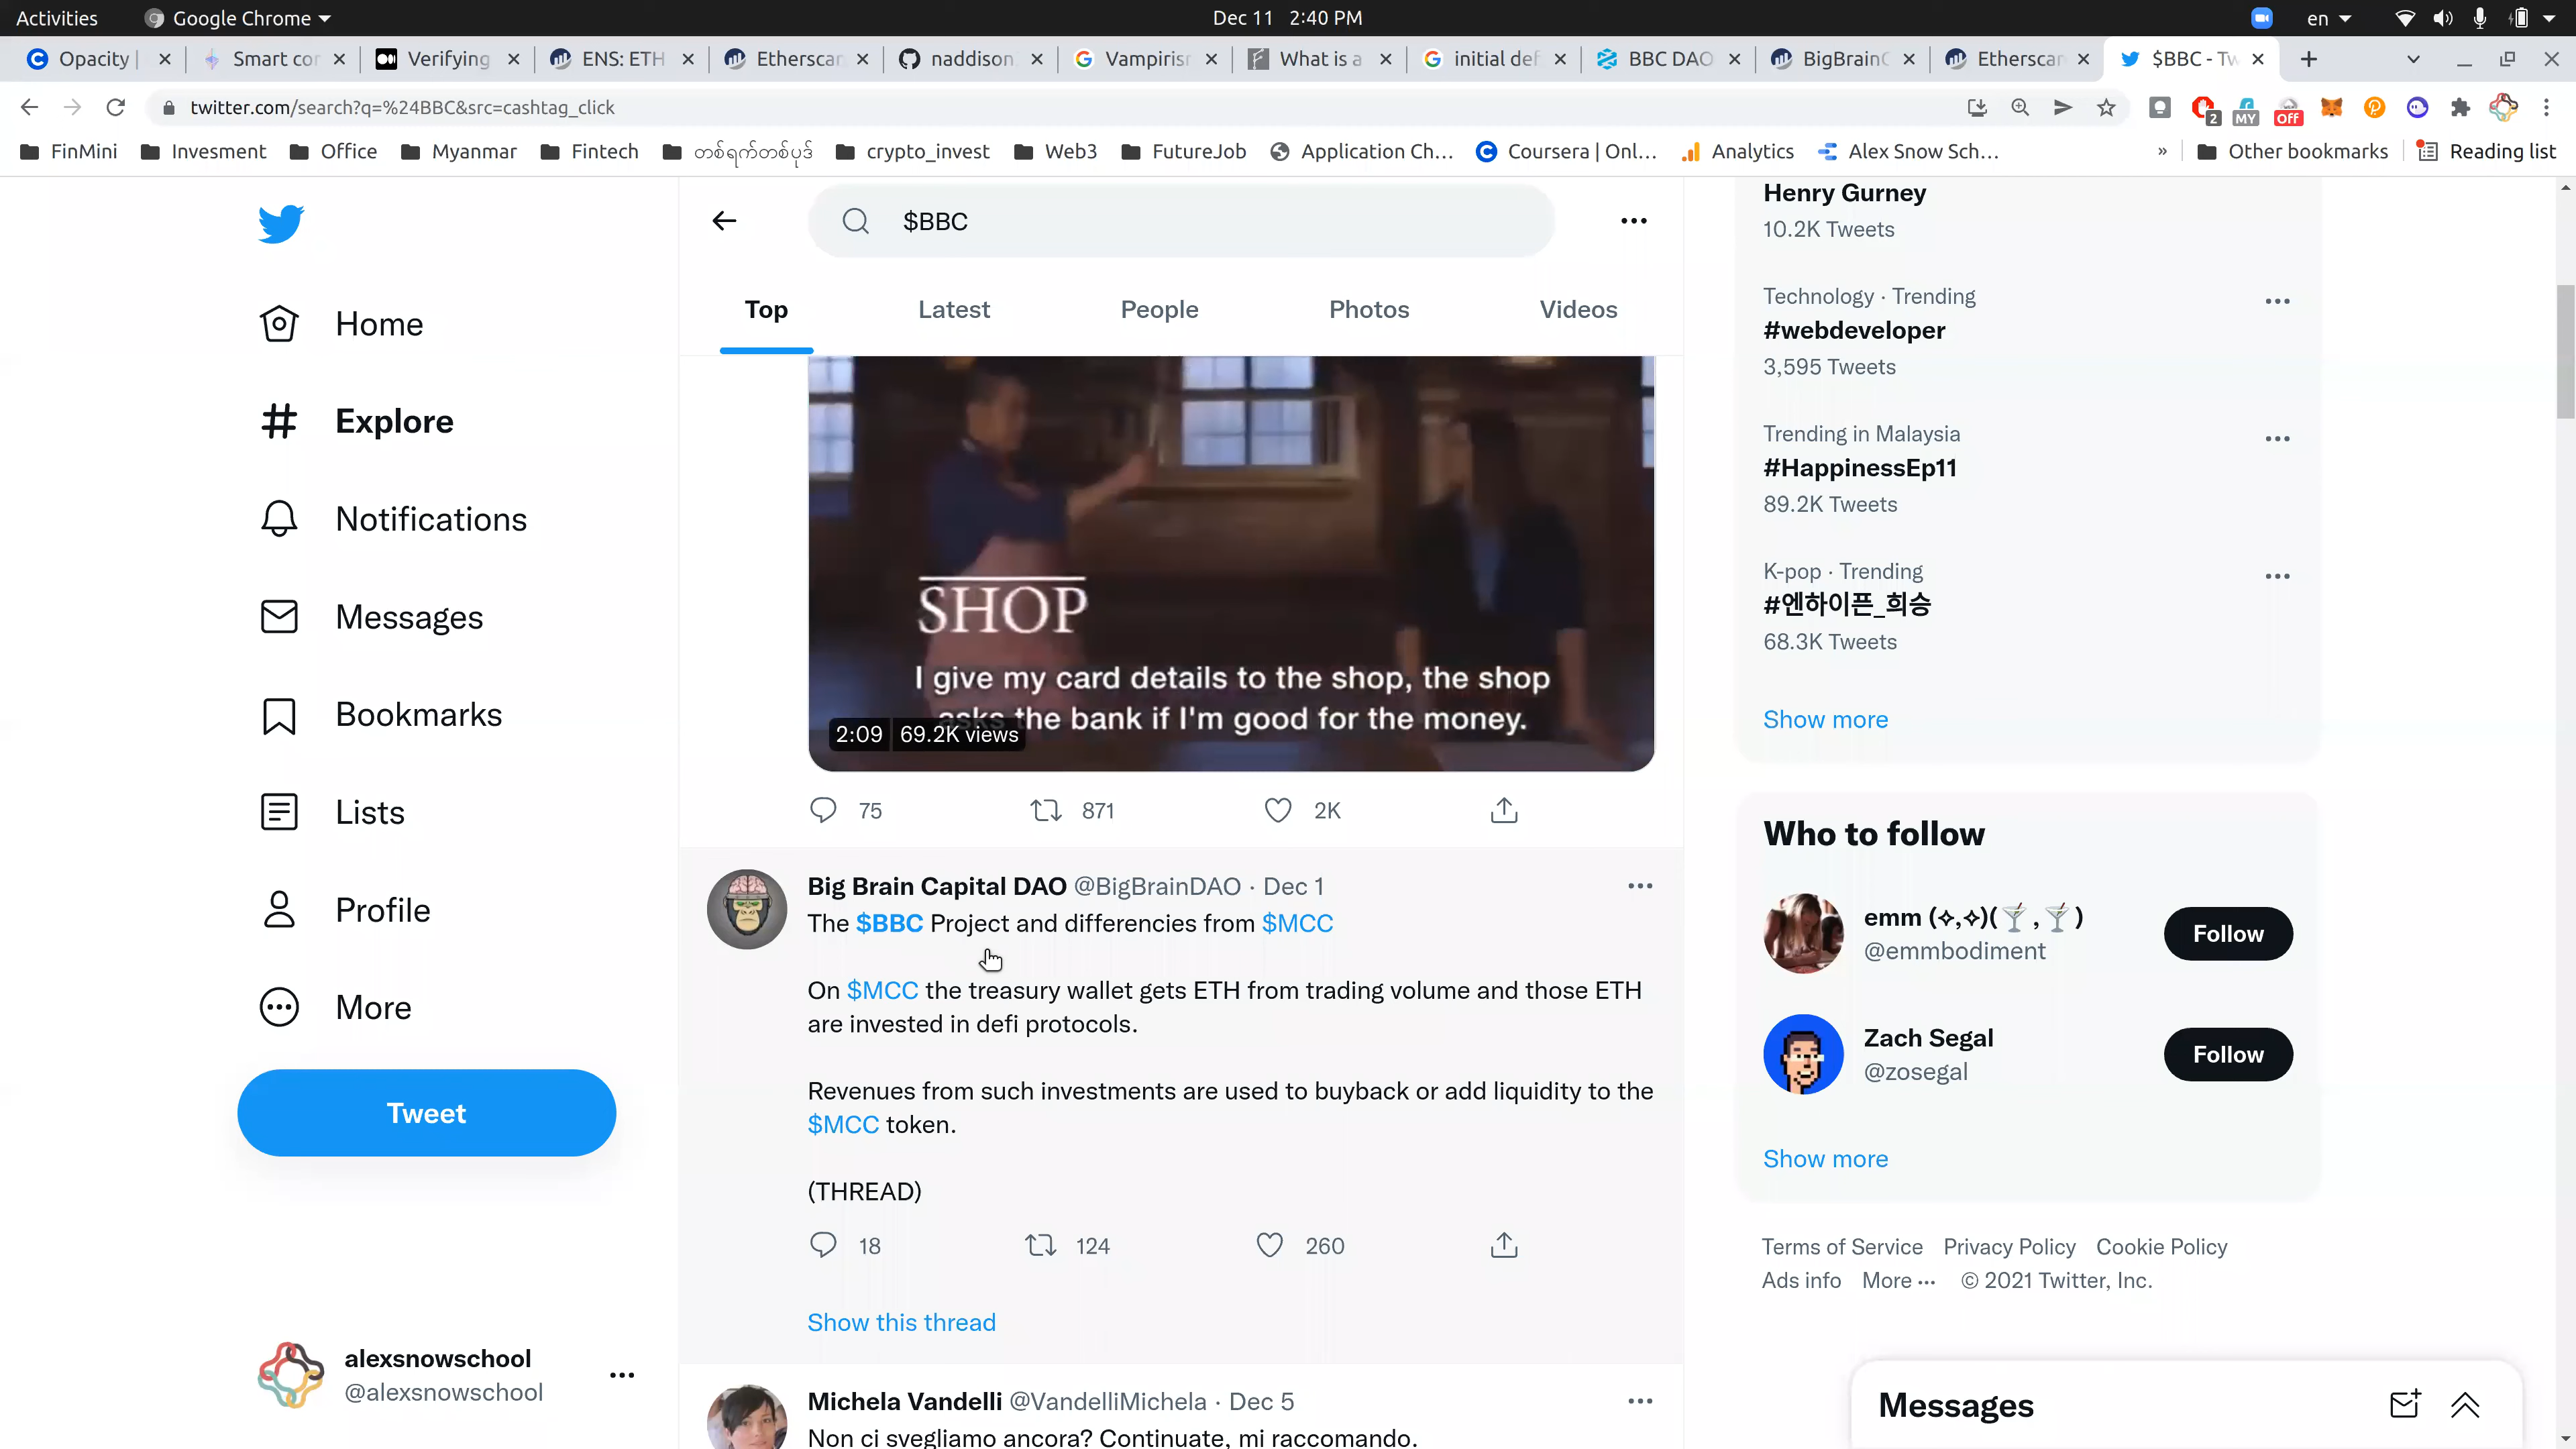 Activities
Google Chrome
Dec 11 2:40 PM
en
Opacity |
Smart cor
Verifying
ENS: ETH
Etherscan
naddison
Vampirism
What is a
initial def
BBC DAO
BigBrainC
Etherscan
$BBC - Tw
twitter.com/search?q=%24BBC&src=cashtag_click
2
MY
Off
FinMini
Invesment
Office
Myanmar
Fintech
တစ်ရက်တစ်ပုဒ်
crypto_invest
Web3
FutureJob
Application Ch...
Coursera | Onl...
Analytics
Alex Snow Sch...
»
Other bookmarks
Reading list
Home
Explore
Notifications
Messages
Bookmarks
Lists
Profile
More
Tweet
alexsnowschool
@alexsnowschool
$BBC
Top
Latest
People
Photos
Videos
SHOP
I give my card details to the shop, the shop
asks the bank if I'm good for the money.
2:09
69.2K views
75
871
2K
Big Brain Capital DAO @BigBrainDAO · Dec 1
The $BBC Project and differencies from $MCC
On $MCC the treasury wallet gets ETH from trading volume and those ETH
are invested in defi protocols.
Revenues from such investments are used to buyback or add liquidity to the
$MCC token.
(THREAD)
18
124
260
Show this thread
Michela Vandelli @VandelliMichela · Dec 5
Non ci svegliamo ancora? Continuate, mi raccomando.
Henry Gurney
10.2K Tweets
Technology · Trending
#webdeveloper
3,595 Tweets
Trending in Malaysia
#HappinessEp11
89.2K Tweets
K-pop · Trending
#엔하이픈_희승
68.3K Tweets
Show more
Who to follow
emm (✧,✧)(🍸,🍸)
@emmbodiment
Follow
Zach Segal
@zosegal
Follow
Show more
Terms of Service Privacy Policy Cookie Policy
Ads info More ··· © 2021 Twitter, Inc.
Messages